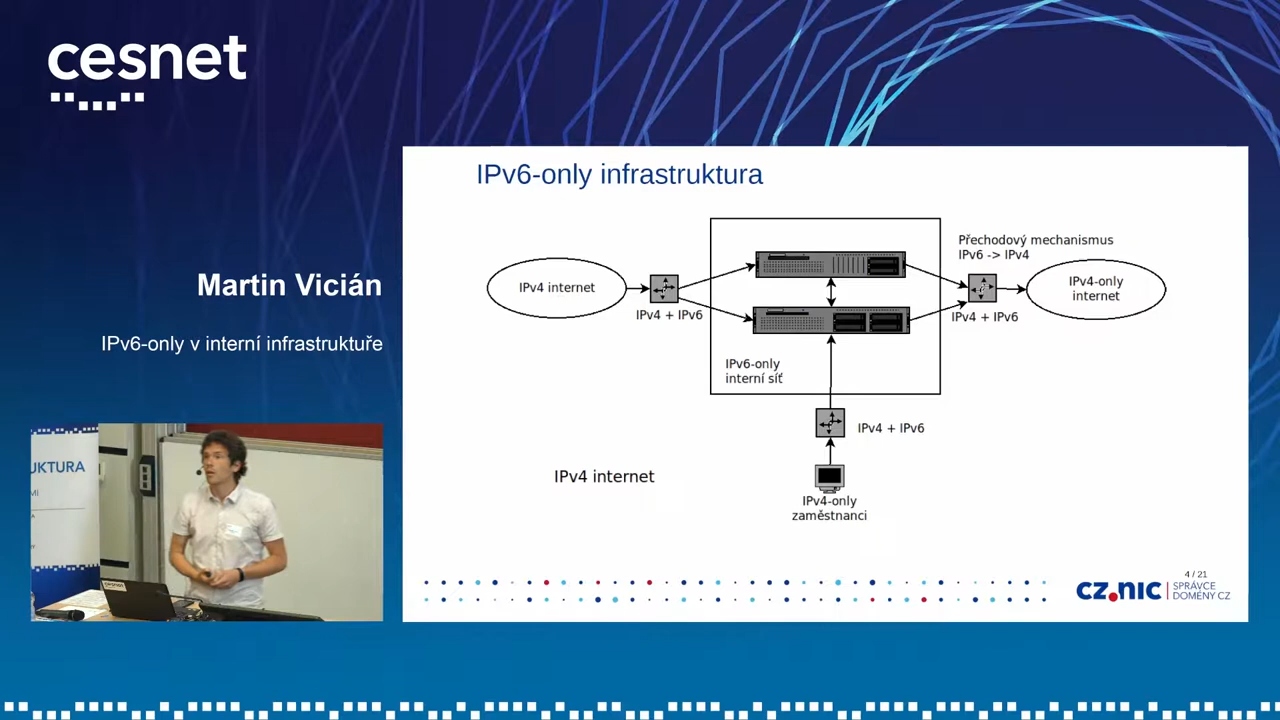 cesnet
Martin Vicián
IPv6-only v interní infrastruktuře
UKTURA
IPv6-only infrastruktura
Přechodový mechanismus
IPv6 -> IPv4
IPv4 internet
IPv4 + IPv6
IPv4-only
internet
IPv4 + IPv6
IPv6-only
interní síť
IPv4 + IPv6
IPv4 internet
IPv4-only
zaměstnanci
4 / 21
CZ.NIC
SPRÁVCE
DOMÉNY CZ